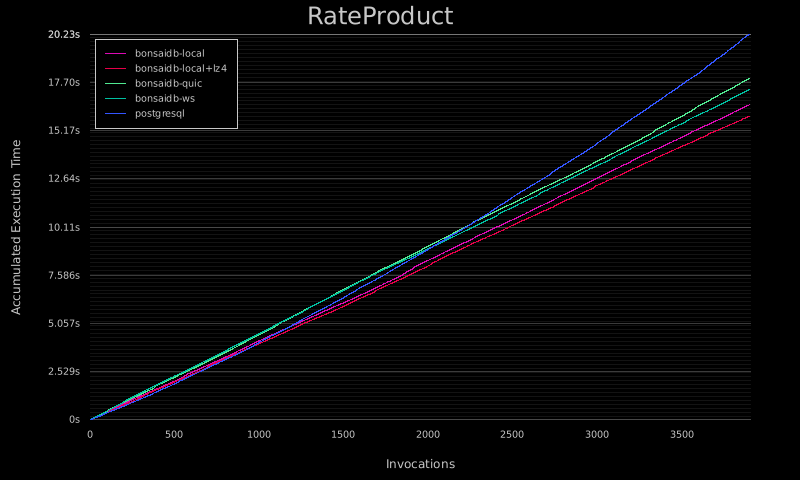 RateProduct
20.23s
17.70s
15.17s
12.64s
10.11s
7.586s
5.057s
2.529s
0s
bonsaidb-local
bonsaidb-local+lz4
bonsaidb-quic
bonsaidb-ws
postgresql
Accumulated Execution Time
0 500 1000 1500 2000 2500 3000 3500
Invocations